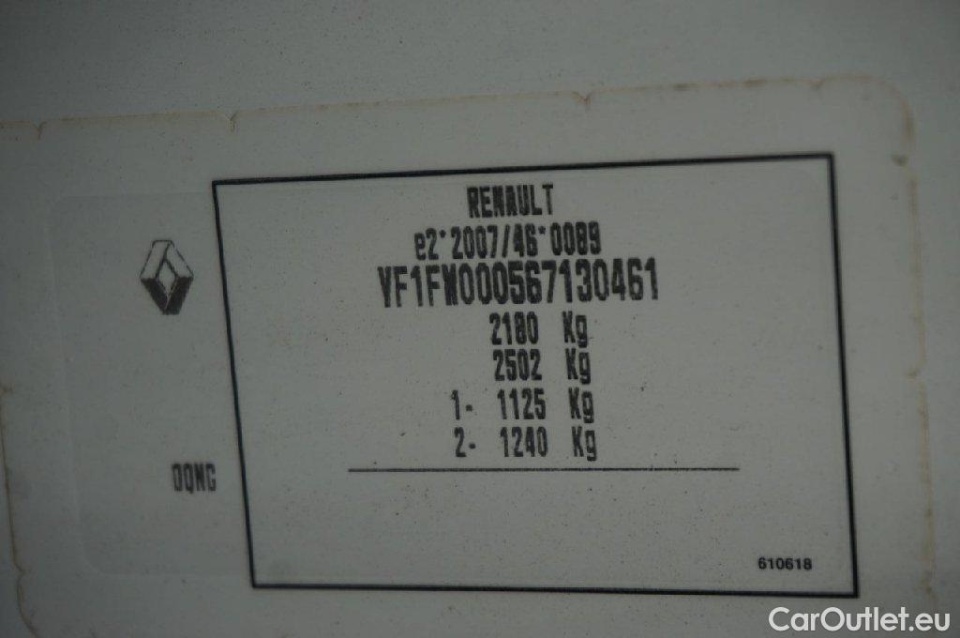 RENAULT
e2*2007/46*0089
VF1FW000567130461
2180 Kg
2502 Kg
1- 1125 Kg
2- 1240 Kg
OQNG
610618
CarOutlet.eu